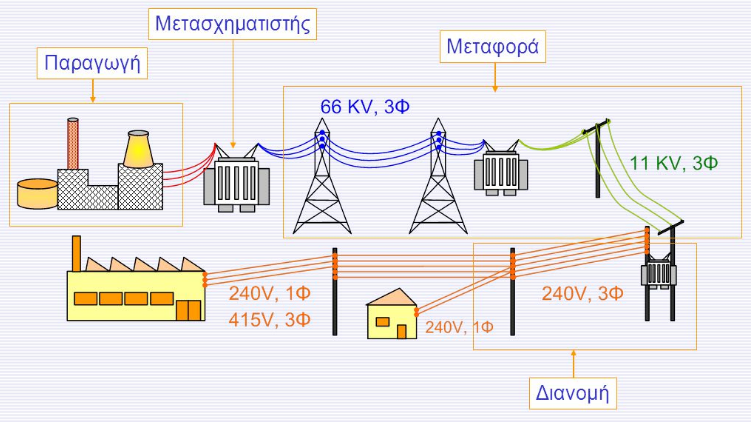 Μετασχηματιστής
Μεταφορά
Παραγωγή
66 KV, 3Φ
11 KV, 3Φ
240V, 1Φ
415V, 3Φ
240V, 1Φ
240V, 3Φ
Διανομή